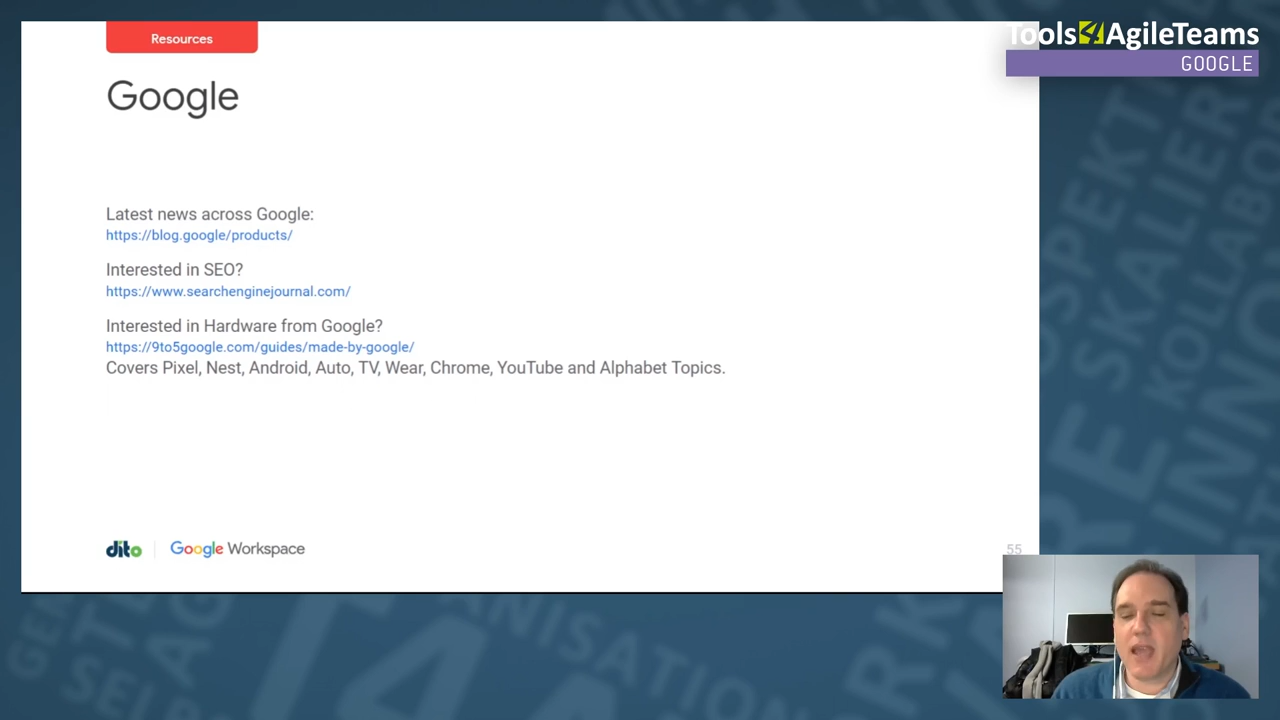 Resources
Tools4AgileTeams
GOOGLE
Google
Latest news across Google:
https://blog.google/products/
Interested in SEO?
https://www.searchenginejournal.com/
Interested in Hardware from Google?
https://9to5google.com/guides/made-by-google/
Covers Pixel, Nest, Android, Auto, TV, Wear, Chrome, YouTube and Alphabet Topics.
dito
Google Workspace
55